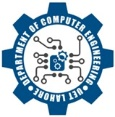 DEPARTMENT OF COMPUTER ENGINEERING
UET LAHORE